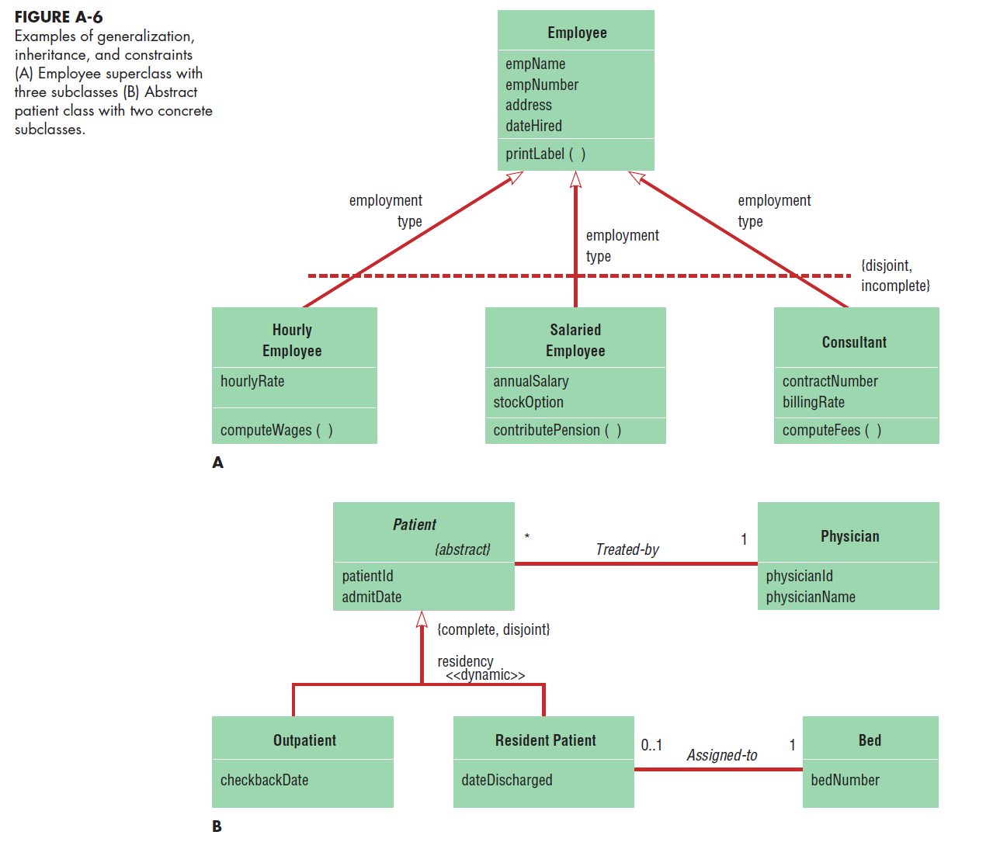 FIGURE A-6
Examples of generalization,
inheritance, and constraints
(A) Employee superclass with
three subclasses (B) Abstract
patient class with two concrete
subclasses.
Employee
empName
empNumber
address
dateHired
printLabel ( )
employment
type
employment
type
employment
type
{disjoint,
incomplete}
Hourly
Employee
hourlyRate
computeWages ( )
Salaried
Employee
annualSalary
stockOption
contributePension ( )
Consultant
contractNumber
billingRate
computeFees ( )
A
Patient
{abstract}
patientId
admitDate
*
Treated-by
1
Physician
physicianId
physicianName
{complete, disjoint}
residency
<<dynamic>>
Outpatient
checkbackDate
Resident Patient
dateDischarged
0..1
Assigned-to
1
Bed
bedNumber
B